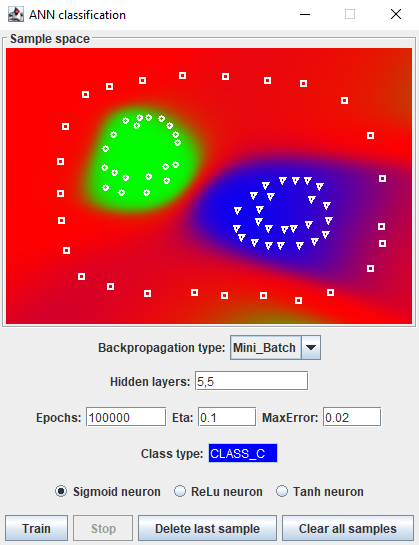 ANN classification
Sample space
Backpropagation type: Mini_Batch
Hidden layers: 5,5
Epochs: 100000 Eta: 0.1 MaxError: 0.02
Class type: CLASS_C
Sigmoid neuron ReLu neuron Tanh neuron
Train Stop Delete last sample Clear all samples